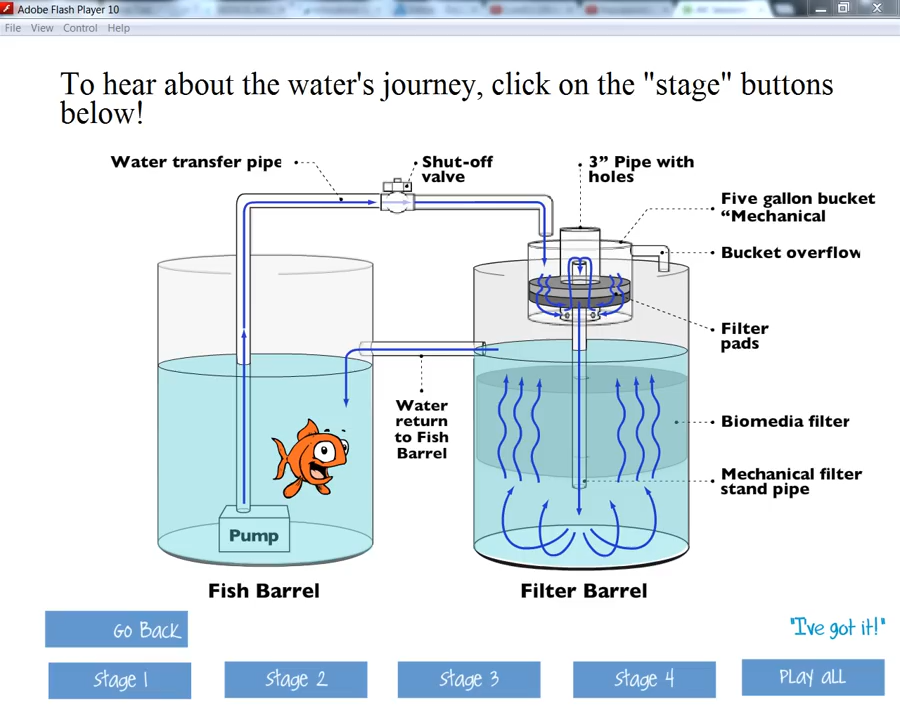 Adobe Flash Player 10
File View Control Help
To hear about the water's journey, click on the "stage" buttons
below!
Water transfer pipe
Shut-off
valve
3” Pipe with
holes
Five gallon bucket
“Mechanical
Bucket overflow
Filter
pads
Water
return
to Fish
Barrel
Biomedia filter
Mechanical filter
stand pipe
Pump
Fish Barrel
Filter Barrel
Go Back
"I've got it!"
Stage 1
Stage 2
Stage 3
Stage 4
Play all